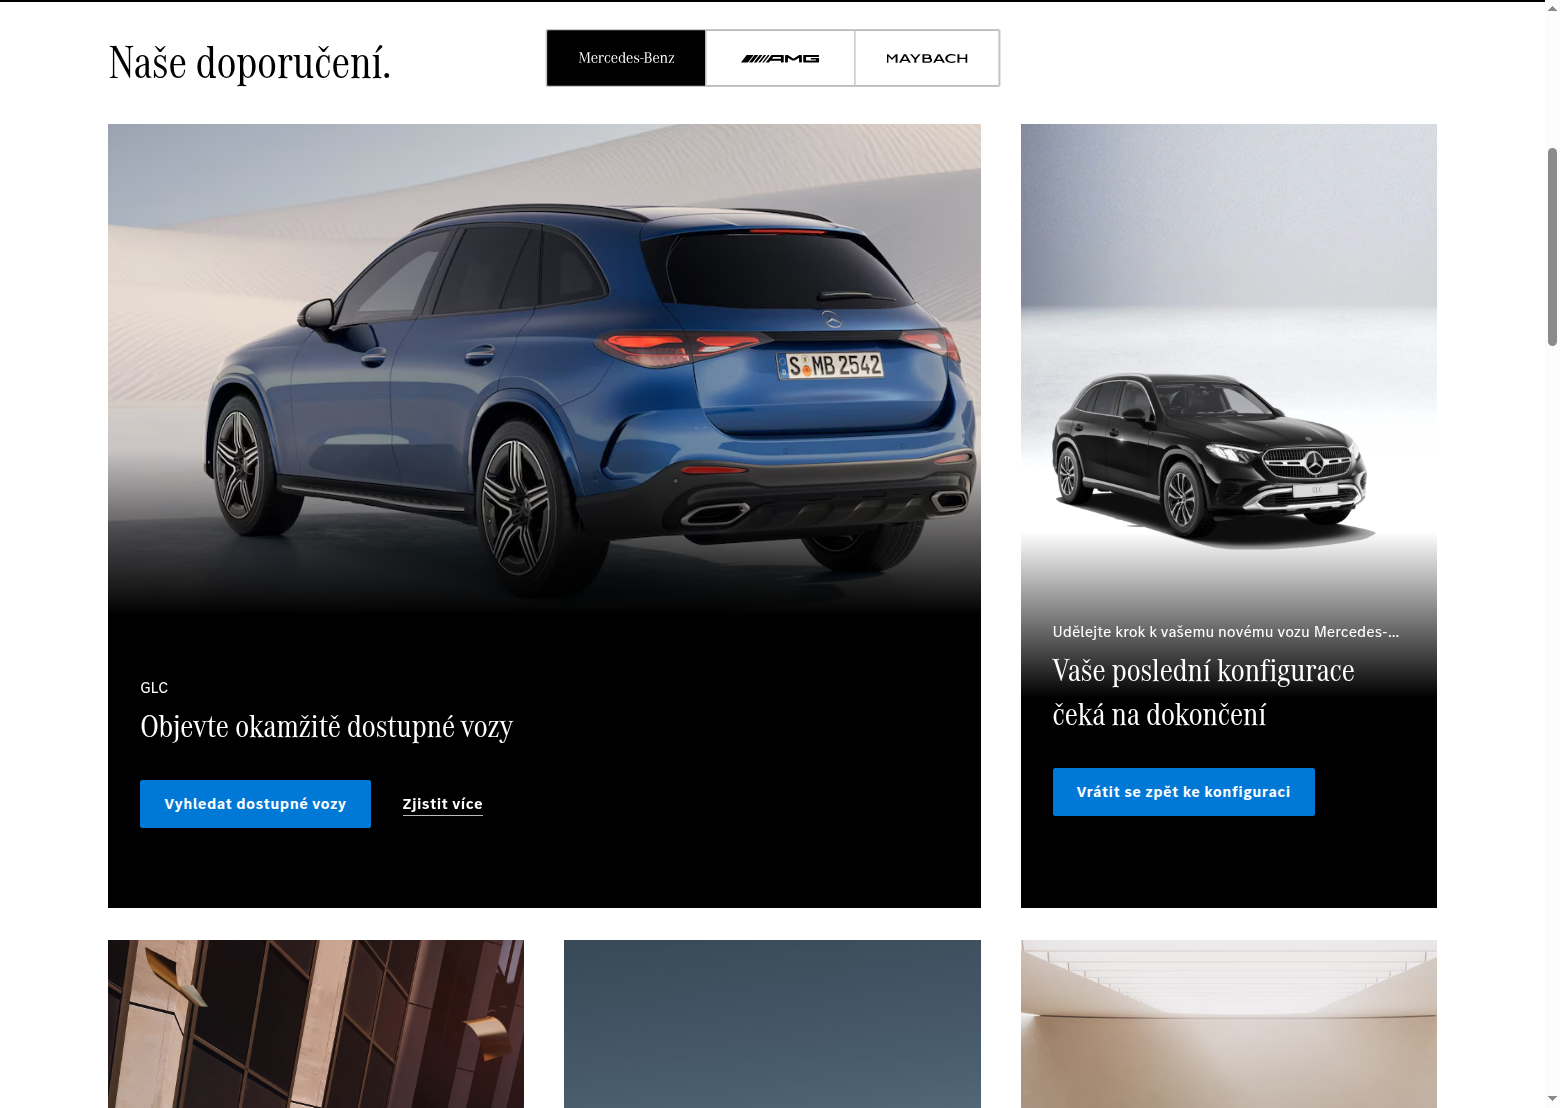 Naše doporučení.
Mercedes-Benz
AMG
MAYBACH
S MB 2542
GLC
Objevte okamžitě dostupné vozy
Vyhledat dostupné vozy
Zjistit více
GLC
Udělejte krok k vašemu novému vozu Mercedes-...
Vaše poslední konfigurace
čeká na dokončení
Vrátit se zpět ke konfiguraci